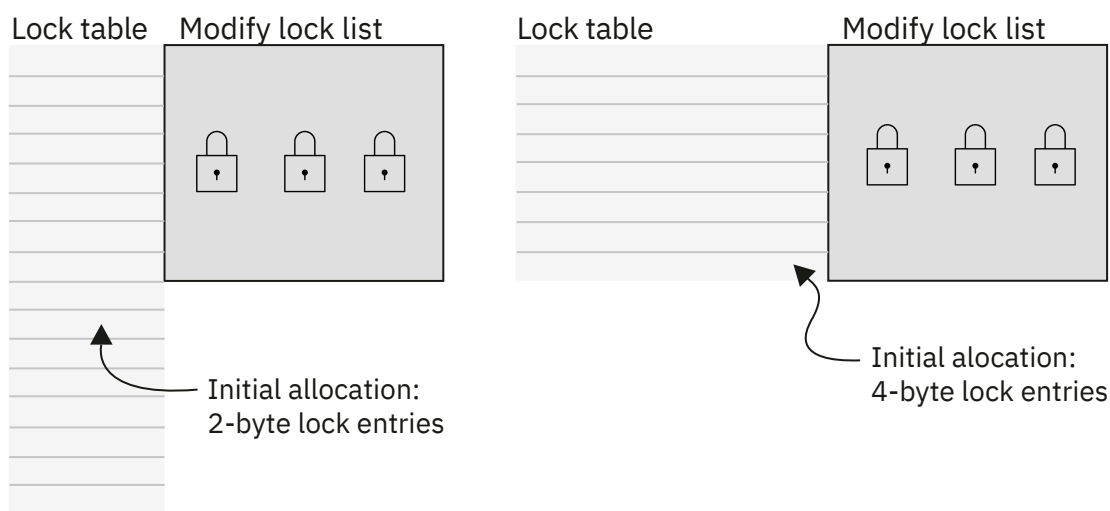 Lock table
Modify lock list
Lock table
Modify lock list
Initial allocation:
2-byte lock entries
Initial alocation:
4-byte lock entries